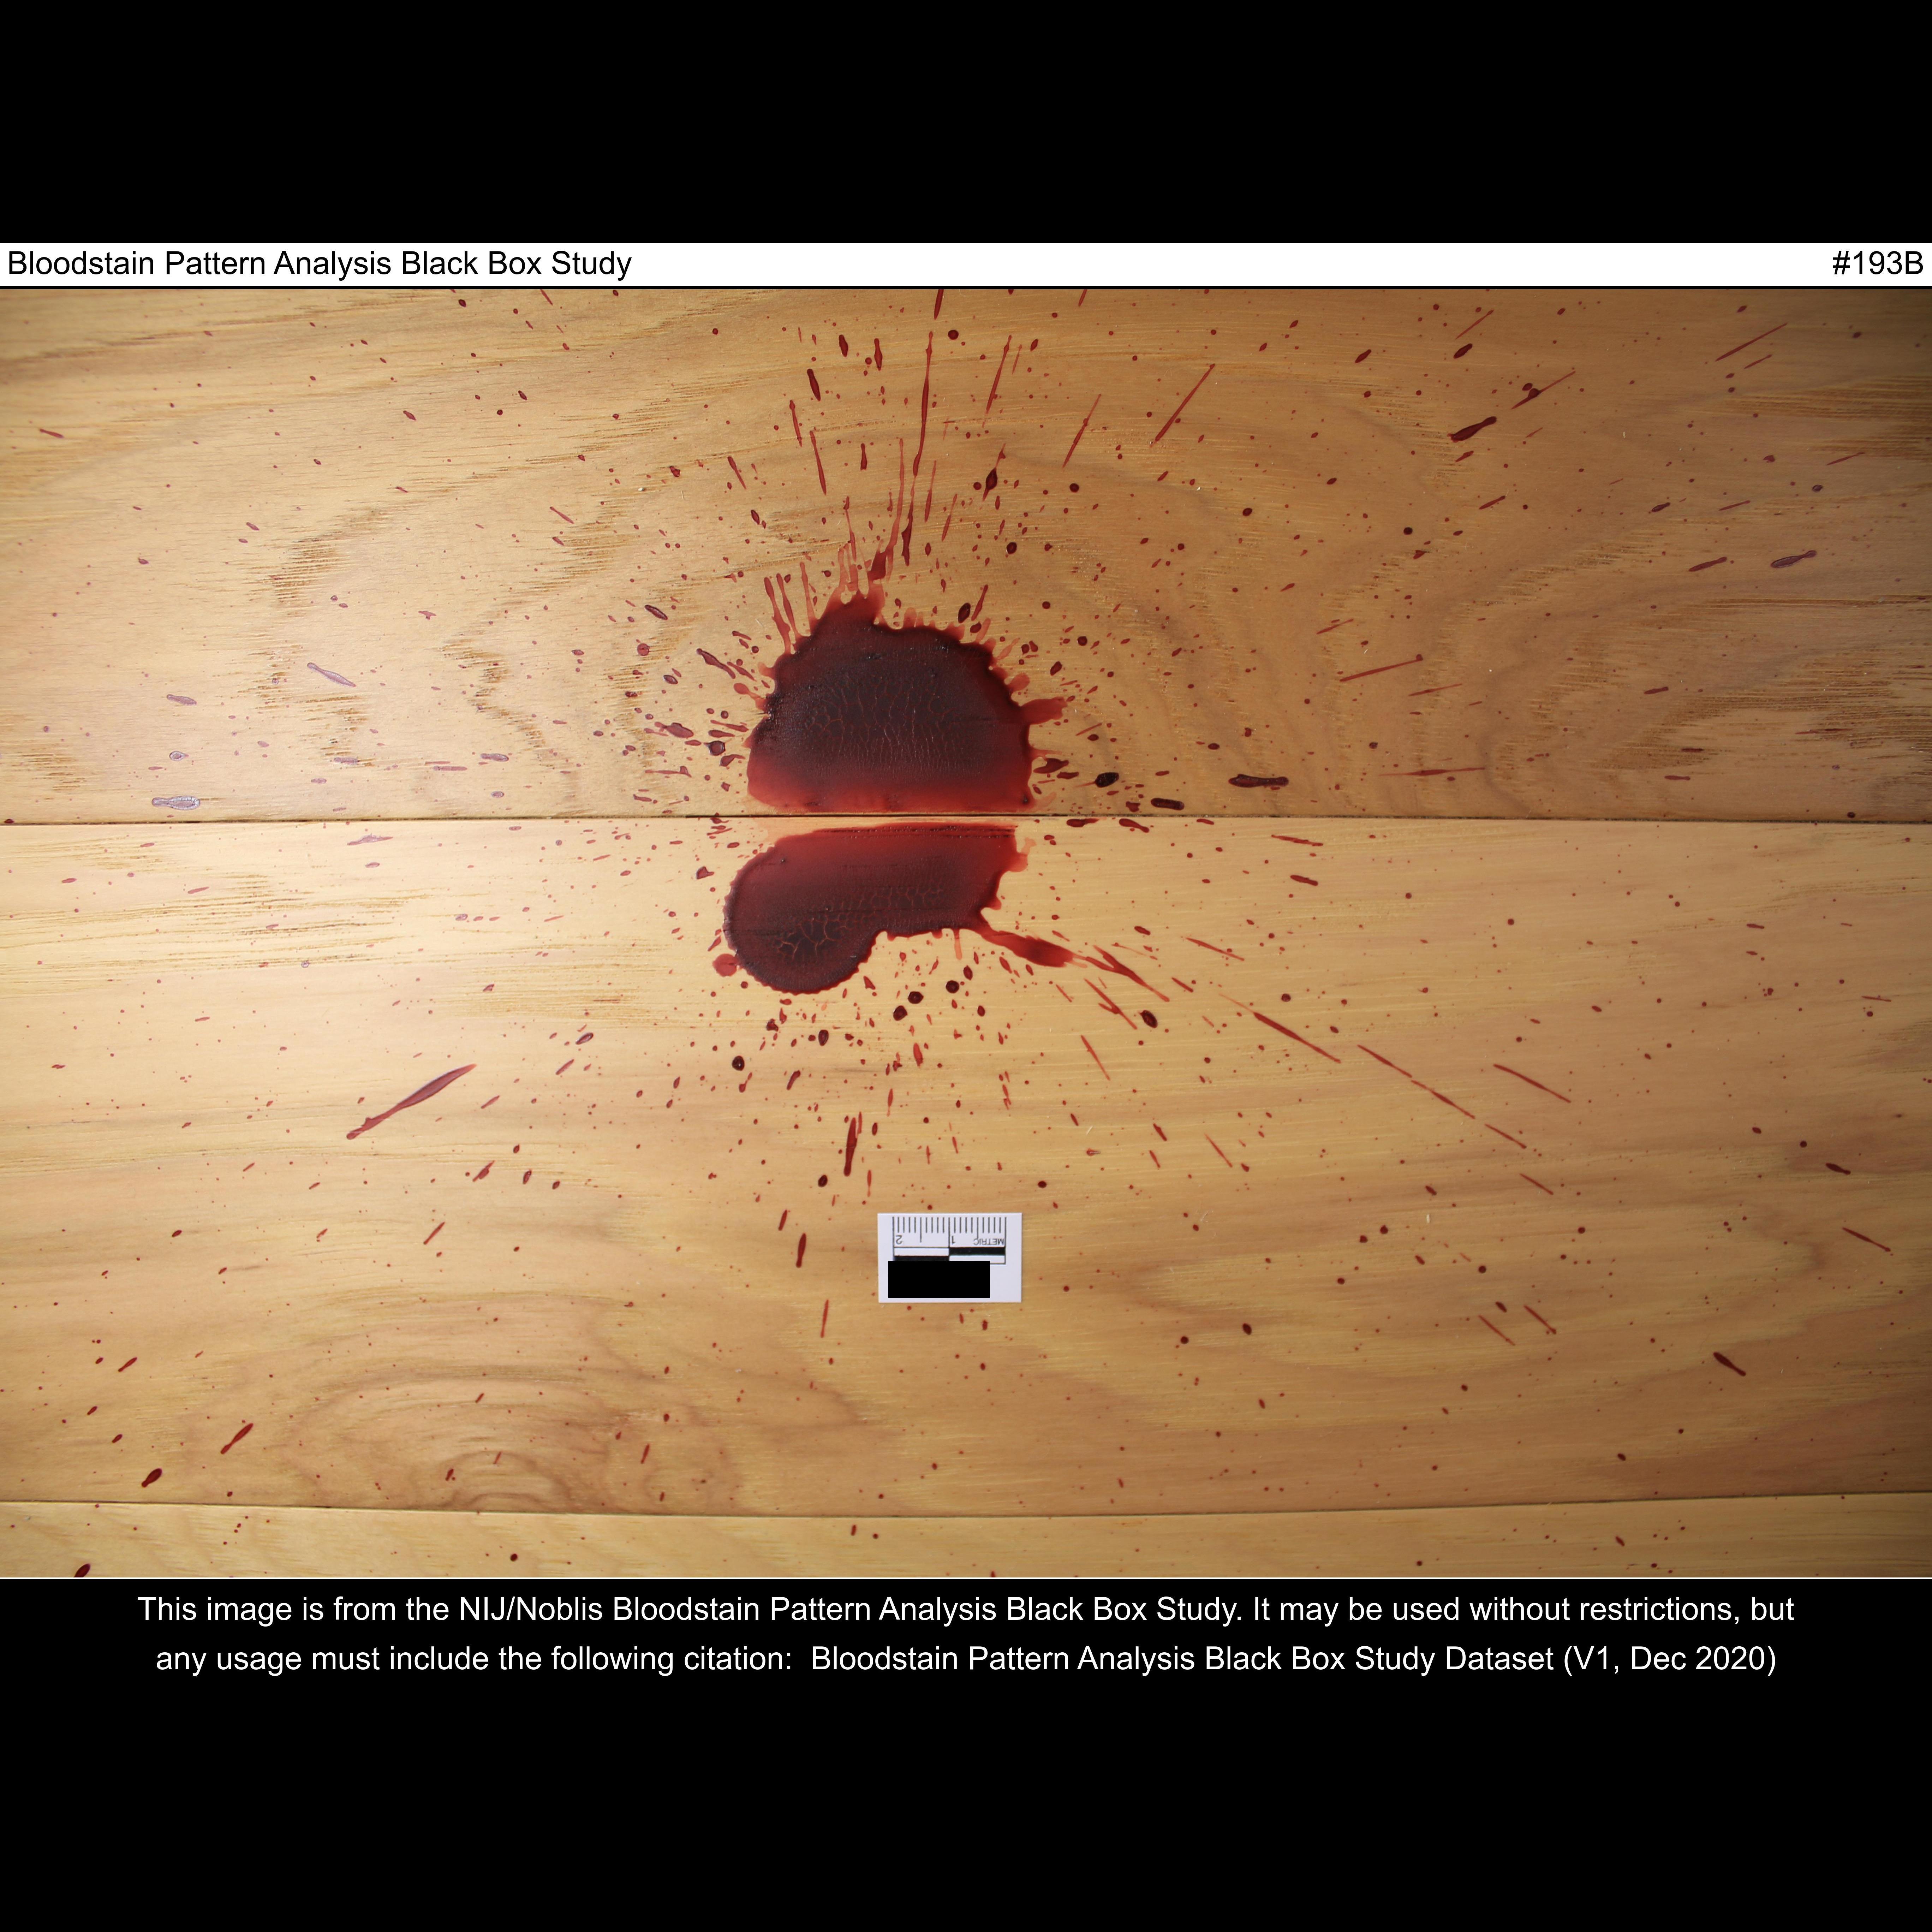 Bloodstain Pattern Analysis Black Box Study #193B
2 1 METRIC
This image is from the NIJ/Noblis Bloodstain Pattern Analysis Black Box Study. It may be used without restrictions, but
any usage must include the following citation: Bloodstain Pattern Analysis Black Box Study Dataset (V1, Dec 2020)